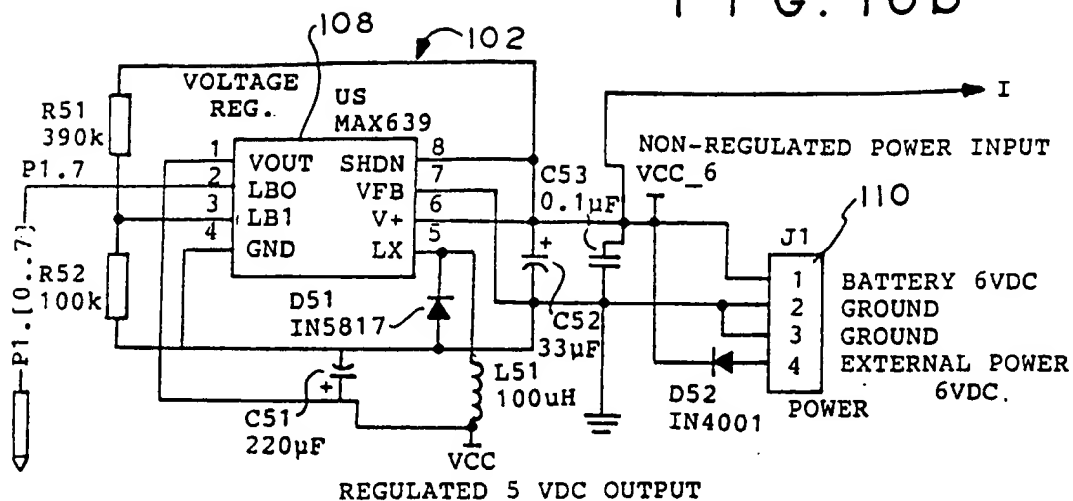 FIG. 10b
108
102
VOLTAGE
REG.
US
MAX639
R51
390k
I
NON-REGULATED POWER INPUT
VCC_6
C53
0.1µF
110
1 VOUT SHDN 8
2 LBO VFB 7
3 LB1 V+ 6
4 GND LX 5
P1.7
P1.[0..7]
R52
100k
D51
IN5817
C52
33µF
J1
1 BATTERY 6VDC
2 GROUND
3 GROUND
4 EXTERNAL POWER
6VDC.
POWER
D52
IN4001
L51
100uH
C51
220µF
+
+
VCC
REGULATED 5 VDC OUTPUT